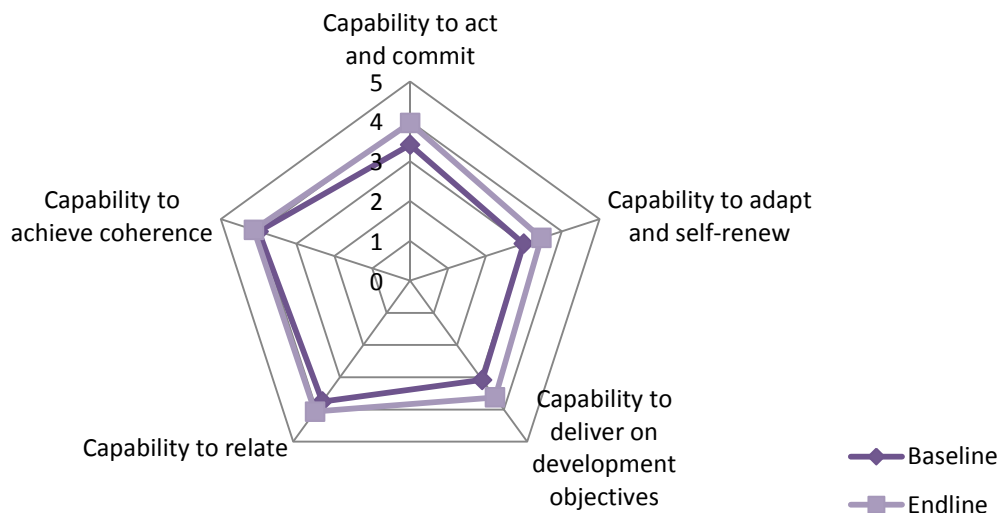 Capability to act
and commit
5
4
3
2
1
0
Capability to adapt
and self-renew
Capability to
deliver on
development
objectives
Capability to relate
Capability to
achieve coherence
Baseline
Endline